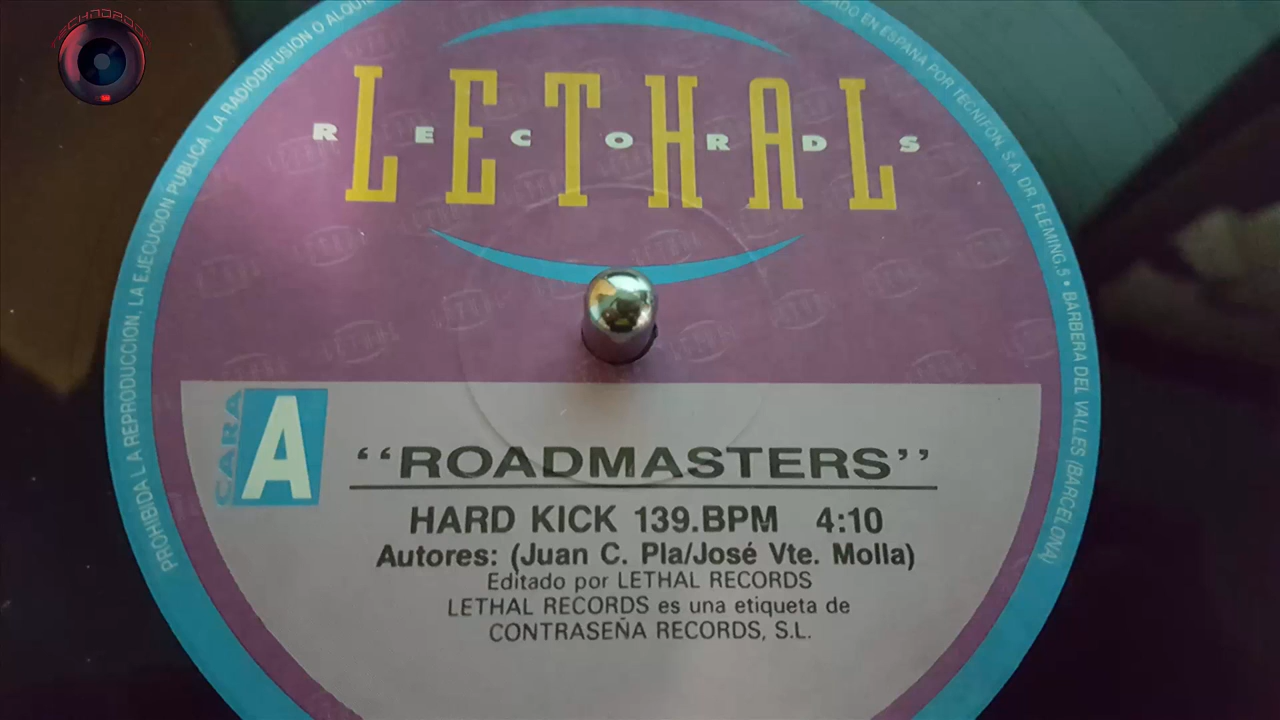 LETHAL
RECORDS
PROHIBIDA LA REPRODUCCION, LA EJECUCION PUBLICA, LA RADIODIFUSION O
EN ESPAÑA POR TECNIFON, S.A. DR. FLEMING, 5 • BARBERA DEL VALLES (BARCELONA)
CARA A
“ROADMASTERS”
HARD KICK 139.BPM 4:10
Autores: (Juan C. Pla/José Vte. Molla)
Editado por LETHAL RECORDS
LETHAL RECORDS es una etiqueta de
CONTRASEÑA RECORDS, S.L.